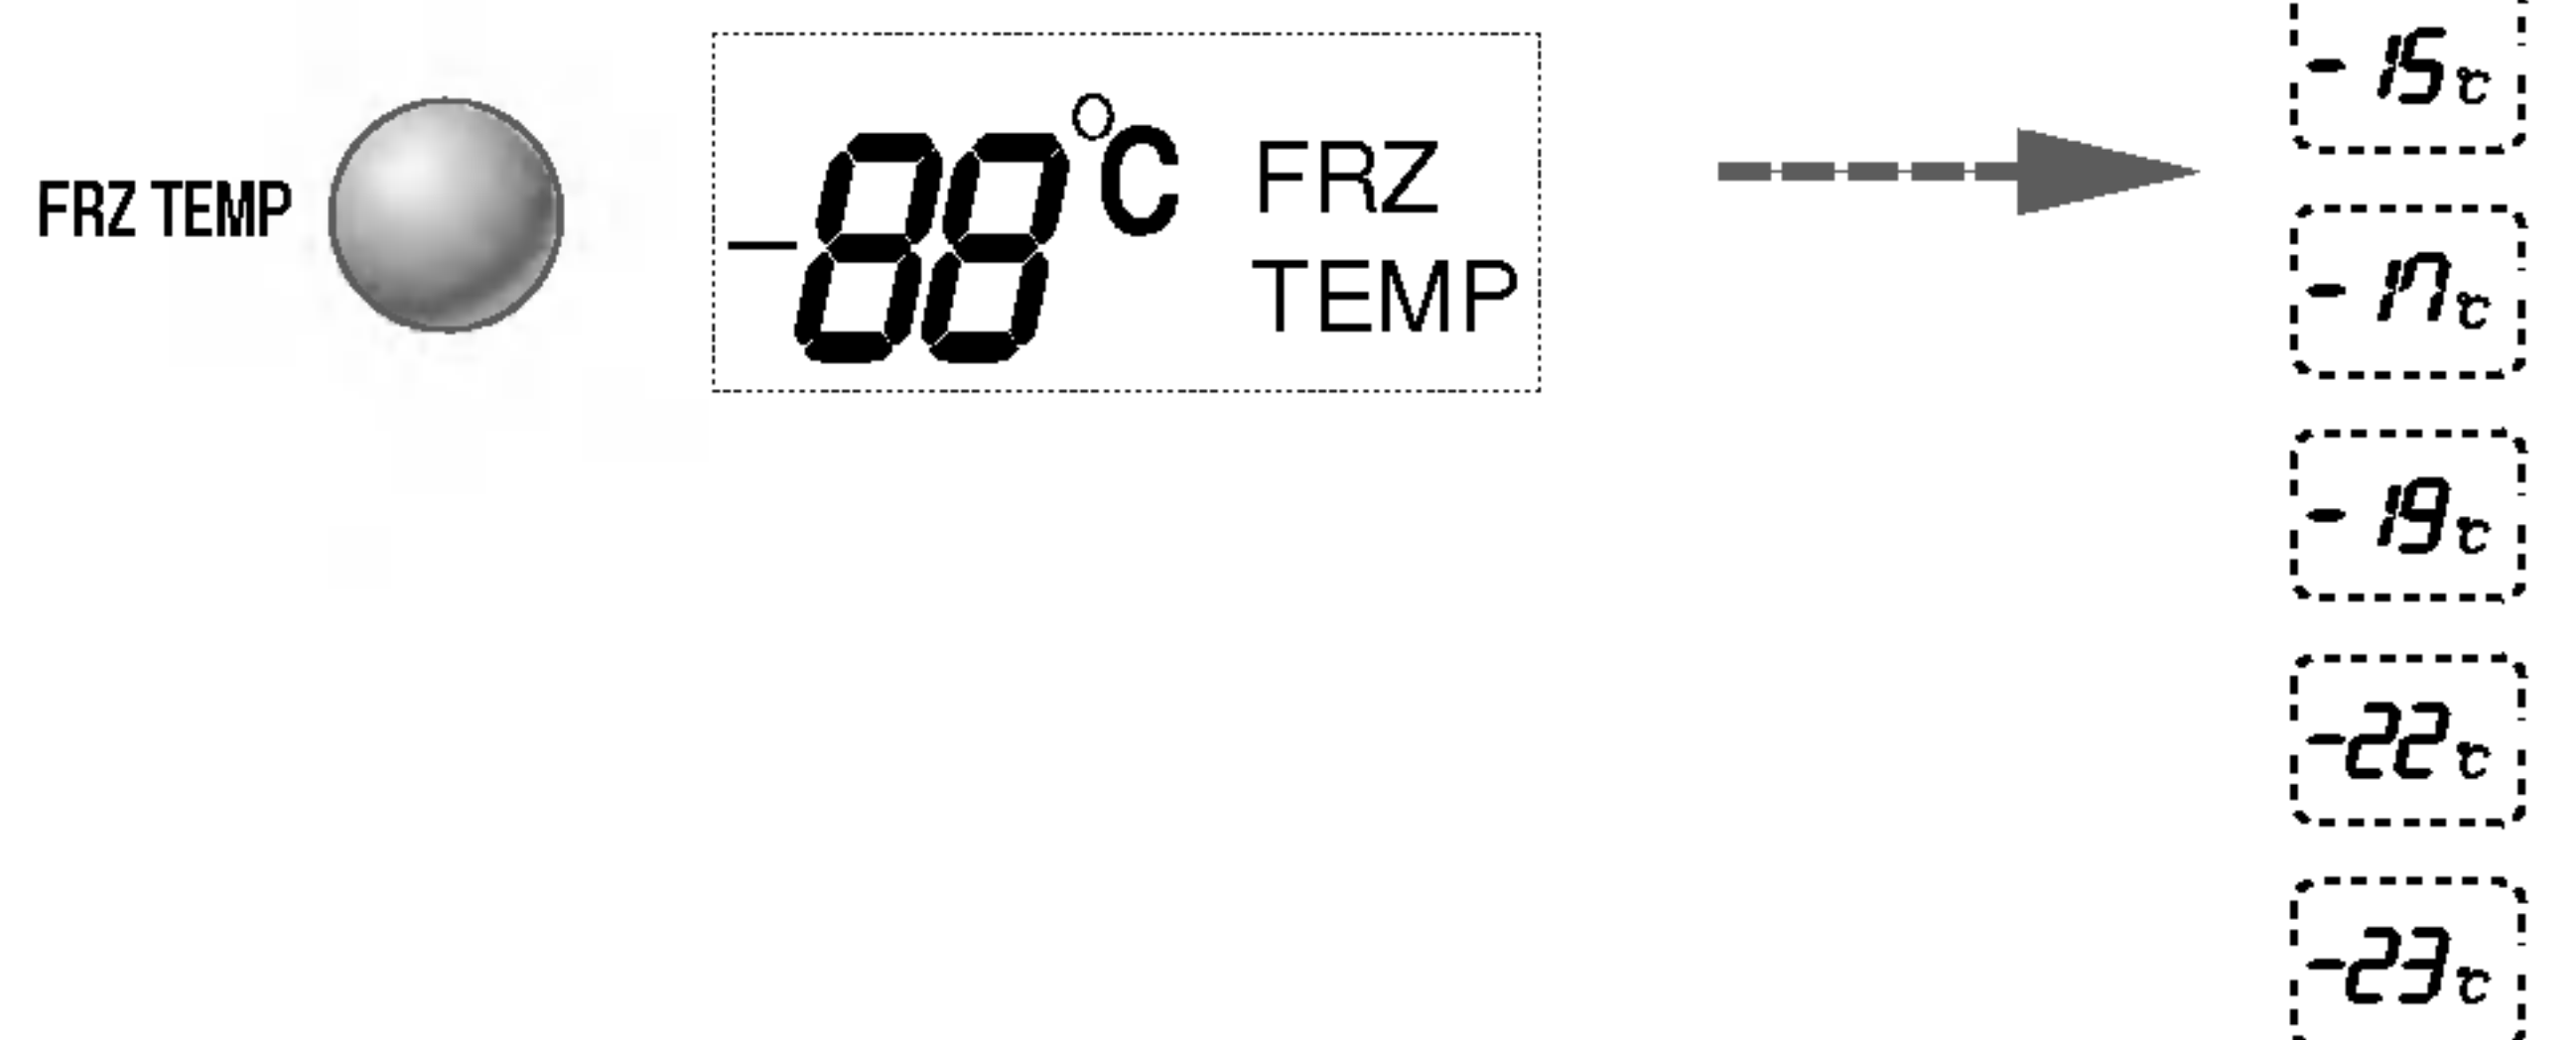 FRZ TEMP
-88°C FRZ
TEMP
- 15℃
- 17℃
- 19℃
-22℃
-23℃